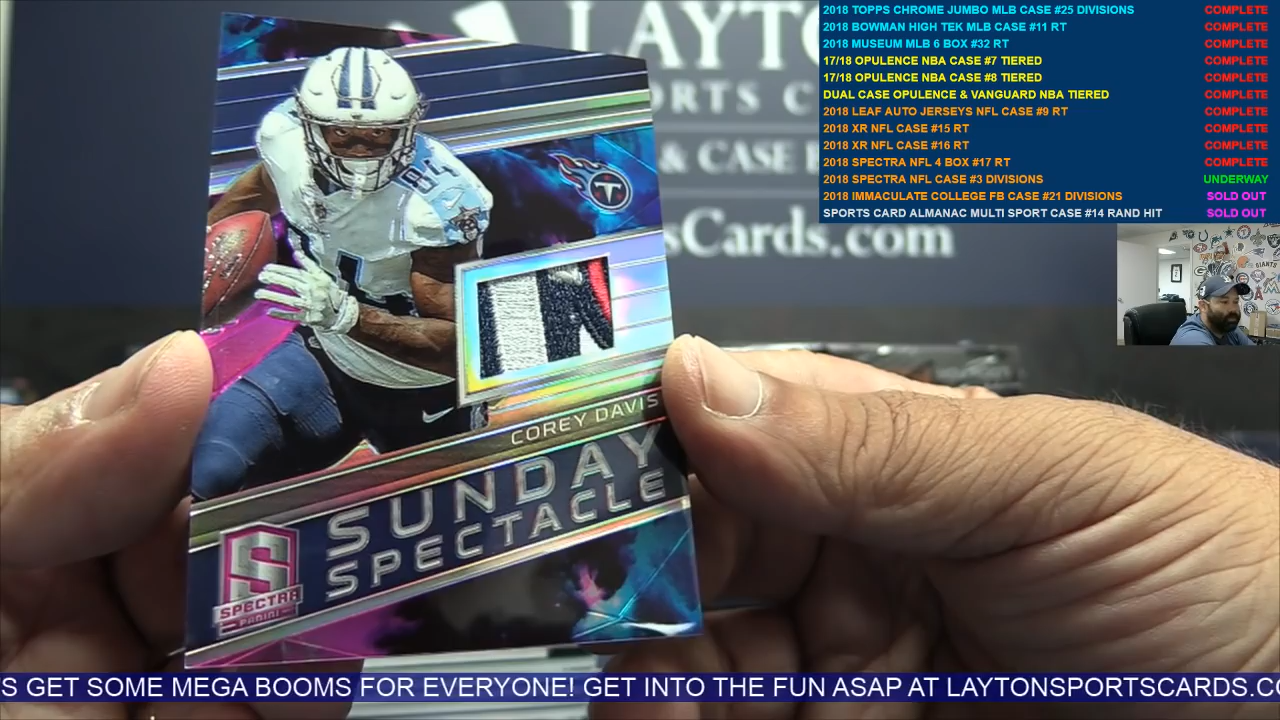 2018 TOPPS CHROME JUMBO MLB CASE #25 DIVISIONS COMPLETE
2018 BOWMAN HIGH TEK MLB CASE #11 RT COMPLETE
2018 MUSEUM MLB 6 BOX #32 RT COMPLETE
17/18 OPULENCE NBA CASE #7 TIERED COMPLETE
17/18 OPULENCE NBA CASE #8 TIERED COMPLETE
DUAL CASE OPULENCE & VANGUARD NBA TIERED COMPLETE
2018 LEAF AUTO JERSEYS NFL CASE #9 RT COMPLETE
2018 XR NFL CASE #15 RT COMPLETE
2018 XR NFL CASE #16 RT COMPLETE
2018 SPECTRA NFL 4 BOX #17 RT COMPLETE
2018 SPECTRA NFL CASE #3 DIVISIONS UNDERWAY
2018 IMMACULATE COLLEGE FB CASE #21 DIVISIONS SOLD OUT
SPORTS CARD ALMANAC MULTI SPORT CASE #14 RAND HIT SOLD OUT
LAYTO
ORTS C
& CASE
sCards.com
84
T
COREY DAVIS
SUNDAY
SPECTACLE
S
SPECTRA
PANINI
'S GET SOME MEGA BOOMS FOR EVERYONE! GET INTO THE FUN ASAP AT LAYTONSPORTSCARDS.CO